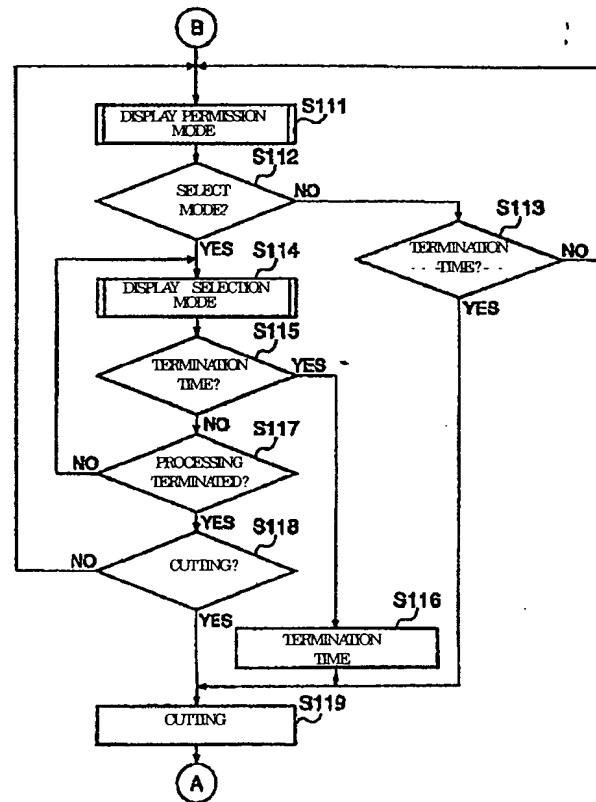 B
DISPLAY PERMISSION
MODE
S111
S112
SELECT
MODE?
NO
YES
S113
TERMINATION
TIME?
NO
YES
S114
DISPLAY SELECTION
MODE
S115
TERMINATION
TIME?
YES
NO
S117
PROCESSING
TERMINATED?
NO
YES
S118
CUTTING?
NO
YES
S116
TERMINATION
TIME
S119
CUTTING
A